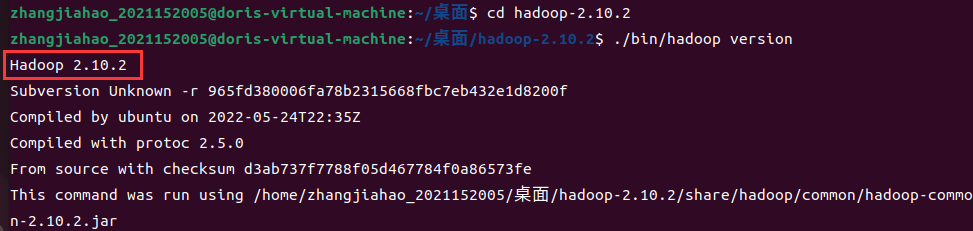 zhangjiahao_2021152005@doris-virtual-machine:~/桌面$ cd hadoop-2.10.2
zhangjiahao_2021152005@doris-virtual-machine:~/桌面/hadoop-2.10.2$ ./bin/hadoop version
Hadoop 2.10.2
Subversion Unknown -r 965fd380006fa78b2315668fbc7eb432e1d8200f
Compiled by ubuntu on 2022-05-24T22:35Z
Compiled with protoc 2.5.0
From source with checksum d3ab737f7788f05d467784f0a86573fe
This command was run using /home/zhangjiahao_2021152005/桌面/hadoop-2.10.2/share/hadoop/common/hadoop-commo
n-2.10.2.jar